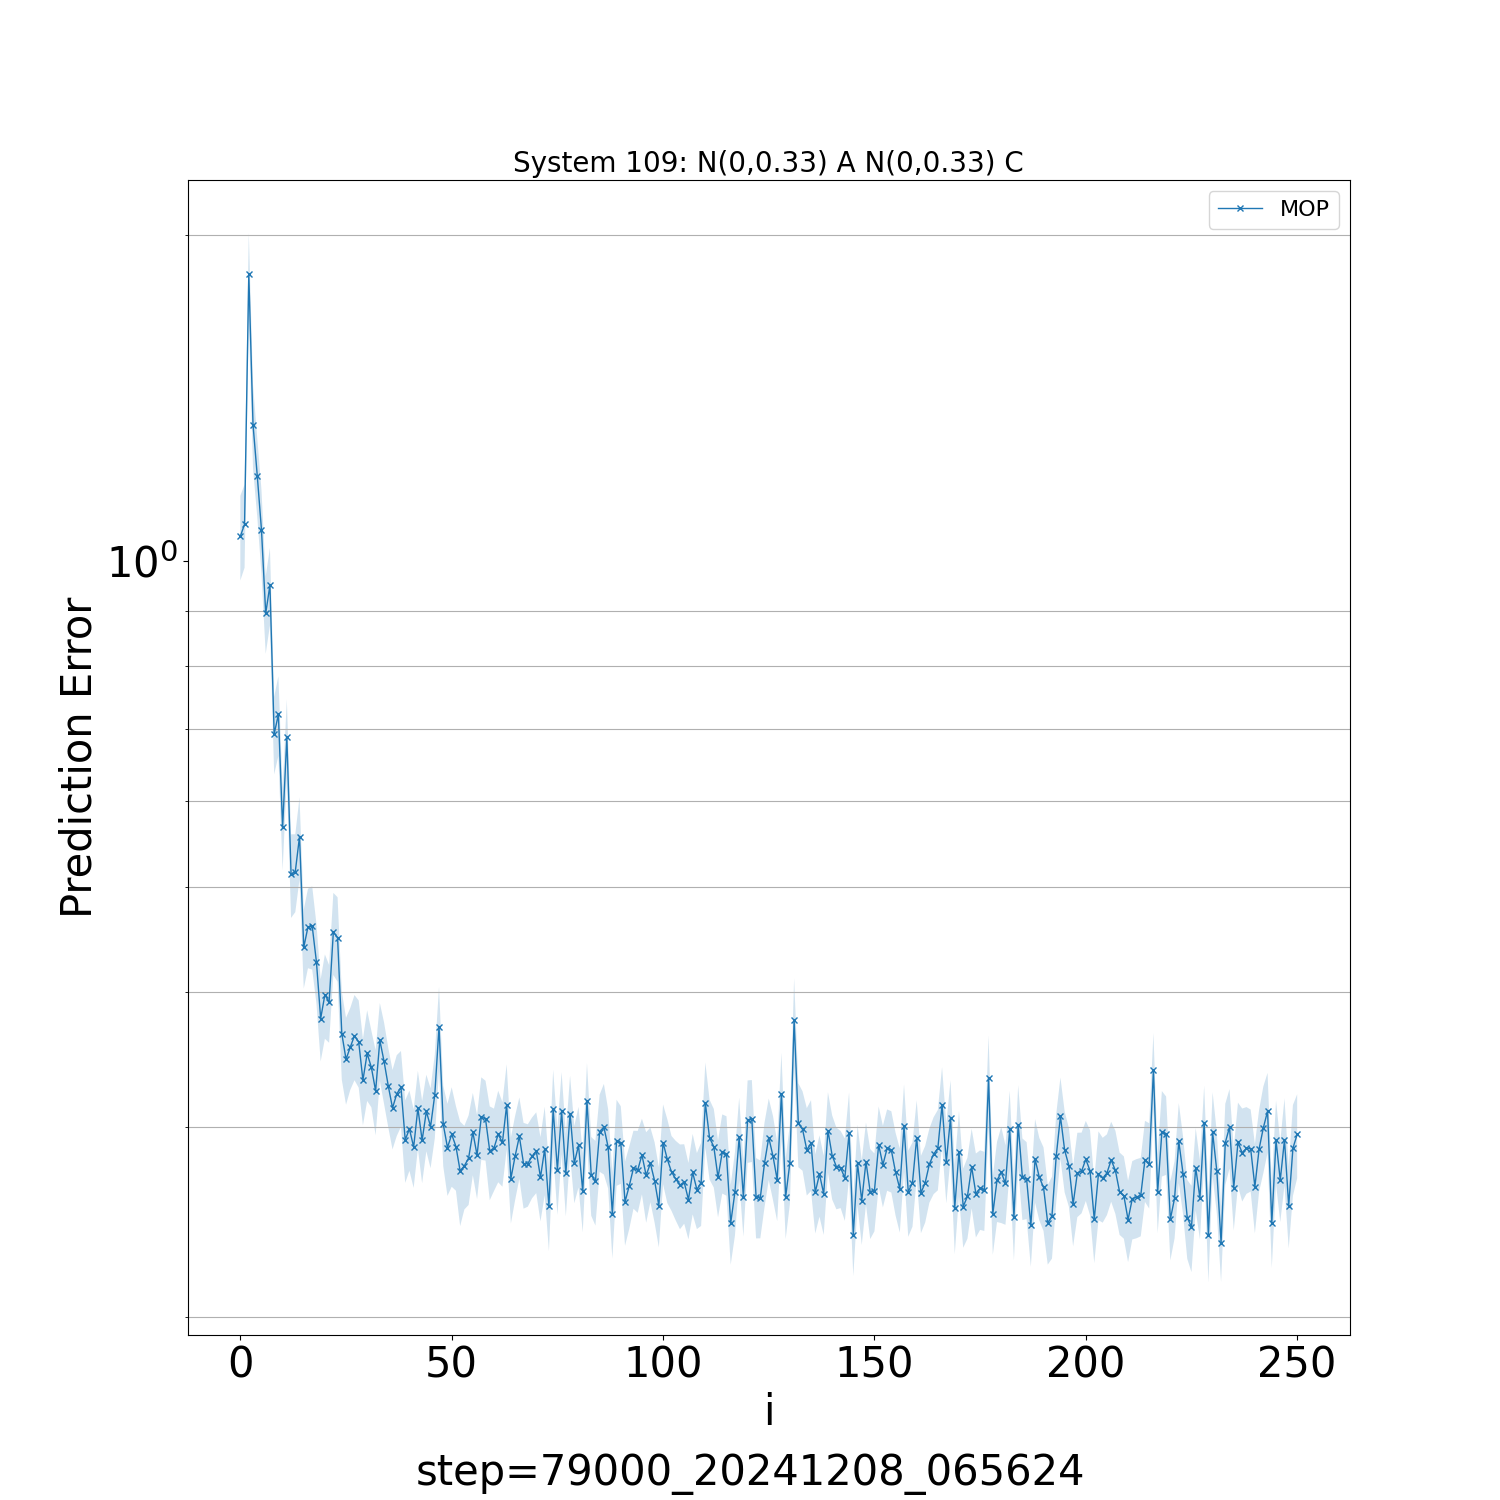 System 109: N(0,0.33) A N(0,0.33) C
MOP
10⁰
Prediction Error
0 50 100 150 200 250
i
step=79000_20241208_065624